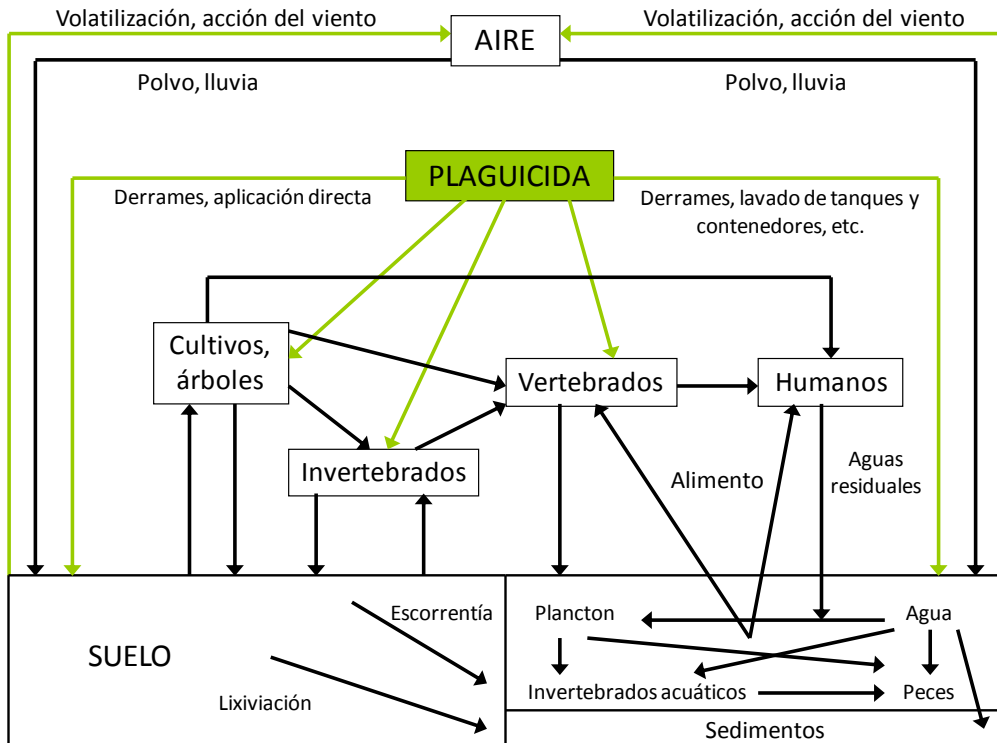 Volatilización, acción del viento
Volatilización, acción del viento
AIRE
Polvo, lluvia
Polvo, lluvia
PLAGUICIDA
Derrames, aplicación directa
Derrames, lavado de tanques y
contenedores, etc.
Cultivos,
árboles
Vertebrados
Humanos
Invertebrados
Alimento
Aguas
residuales
Escorrentía
Plancton
Agua
SUELO
Lixiviación
Invertebrados acuáticos
Peces
Sedimentos